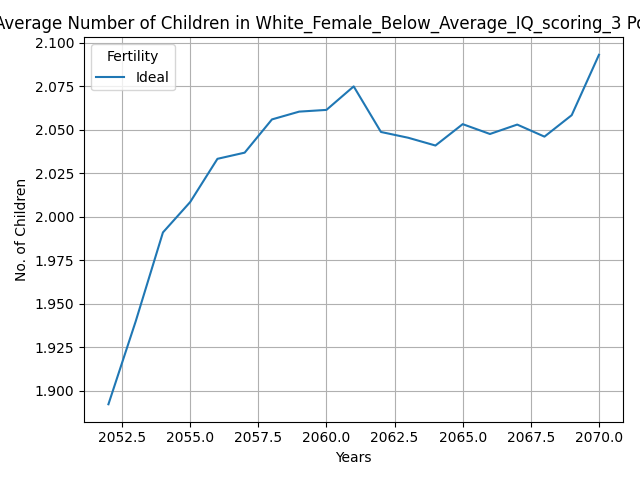 Average Number of Children in White_Female_Below_Average_IQ_scoring_3 Po
Fertility
Ideal
2.100
2.075
2.050
2.025
2.000
1.975
1.950
1.925
1.900
No. of Children
2052.5 2055.0 2057.5 2060.0 2062.5 2065.0 2067.5 2070.0
Years